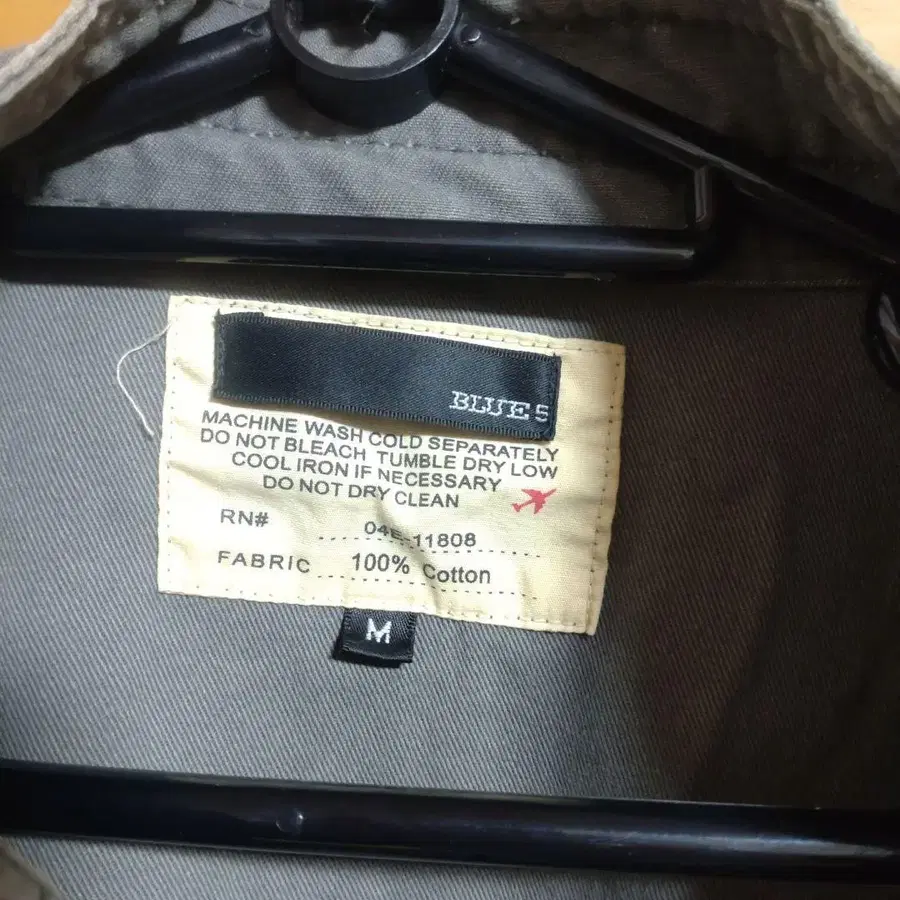 BLUE 5
MACHINE WASH COLD SEPARATELY
DO NOT BLEACH TUMBLE DRY LOW
COOL IRON IF NECESSARY
DO NOT DRY CLEAN
RN# 04E-11808
FABRIC 100% Cotton
M